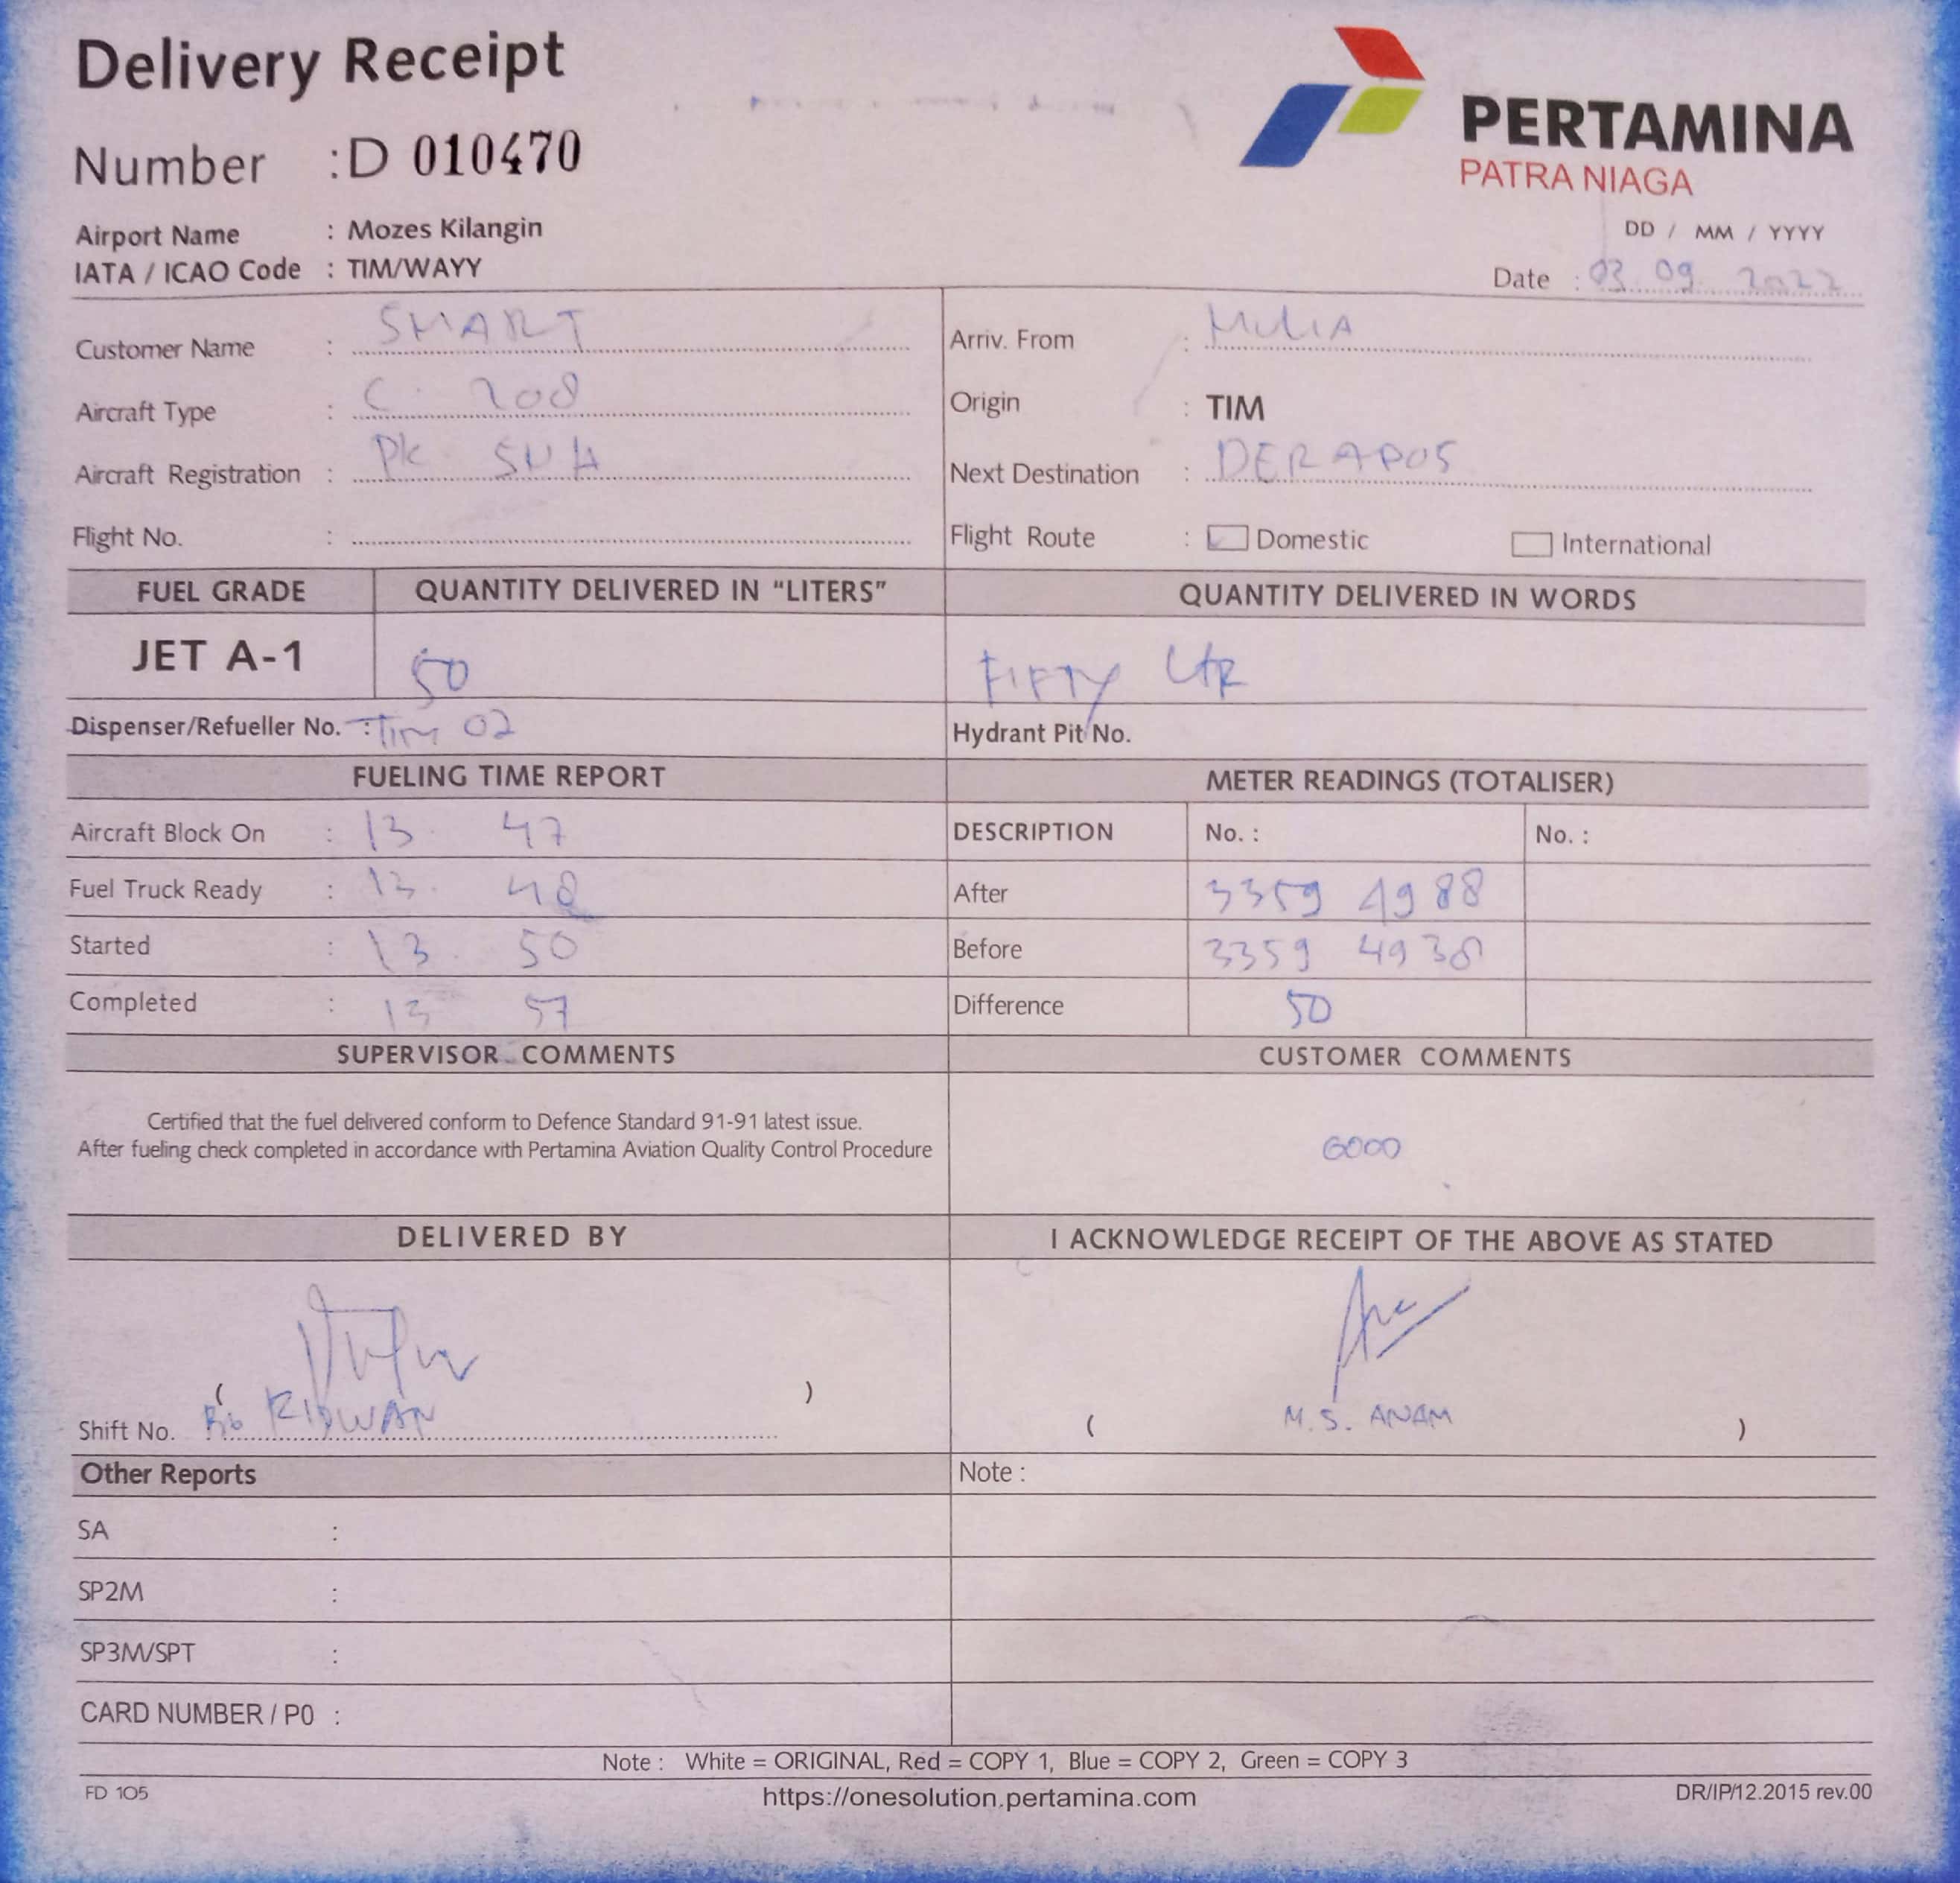 Delivery Receipt
Number : D 010470
PERTAMINA
PATRA NIAGA
Airport Name : Mozes Kilangin
IATA / ICAO Code : TIM/WAYY
DD / MM / YYYY
Date : 03 09 2022
Customer Name : SMART
Aircraft Type : C 208
Aircraft Registration : PK
Flight No. :
Arriv. From : MULIA
Origin : TIM
Next Destination : DERAPOS
Flight Route : Domestic International
FUEL GRADE QUANTITY DELIVERED IN "LITERS" QUANTITY DELIVERED IN WORDS
JET A-1 50 FIFTY LTR
Dispenser/Refueller No. : TIM 02 Hydrant Pit No.
FUELING TIME REPORT METER READINGS (TOTALISER)
Aircraft Block On : 13 47 DESCRIPTION No. : No. :
Fuel Truck Ready : 13. 48 After 3359 4988
Started : 13. 50 Before 3359 4938
Completed : 13 57 Difference 50
SUPERVISOR COMMENTS CUSTOMER COMMENTS
Certified that the fuel delivered conform to Defence Standard 91-91 latest issue.
After fueling check completed in accordance with Pertamina Aviation Quality Control Procedure
6000
DELIVERED BY I ACKNOWLEDGE RECEIPT OF THE ABOVE AS STATED
( )
Shift No. RIDWAN
( M.S. ANAM )
Other Reports Note :
SA :
SP2M :
SP3M/SPT :
CARD NUMBER / P0 :
Note : White = ORIGINAL, Red = COPY 1, Blue = COPY 2, Green = COPY 3
FD 105 https://onesolution.pertamina.com DR/IP/12.2015 rev.00